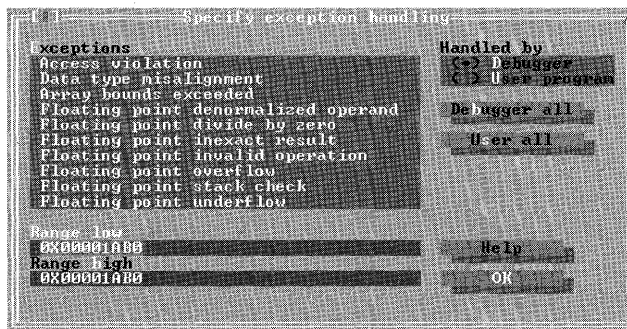 Specify exception handling
Exceptions
Access violation
Data type misalignment
Array bounds exceeded
Floating point denormalized operand
Floating point divide by zero
Floating point inexact result
Floating point invalid operation
Floating point overflow
Floating point stack check
Floating point underflow
Handled by
(•) Debugger
( ) User program
Debugger all
User all
Range low
0X00001AB0
Range high
0X00001AB0
Help
OK